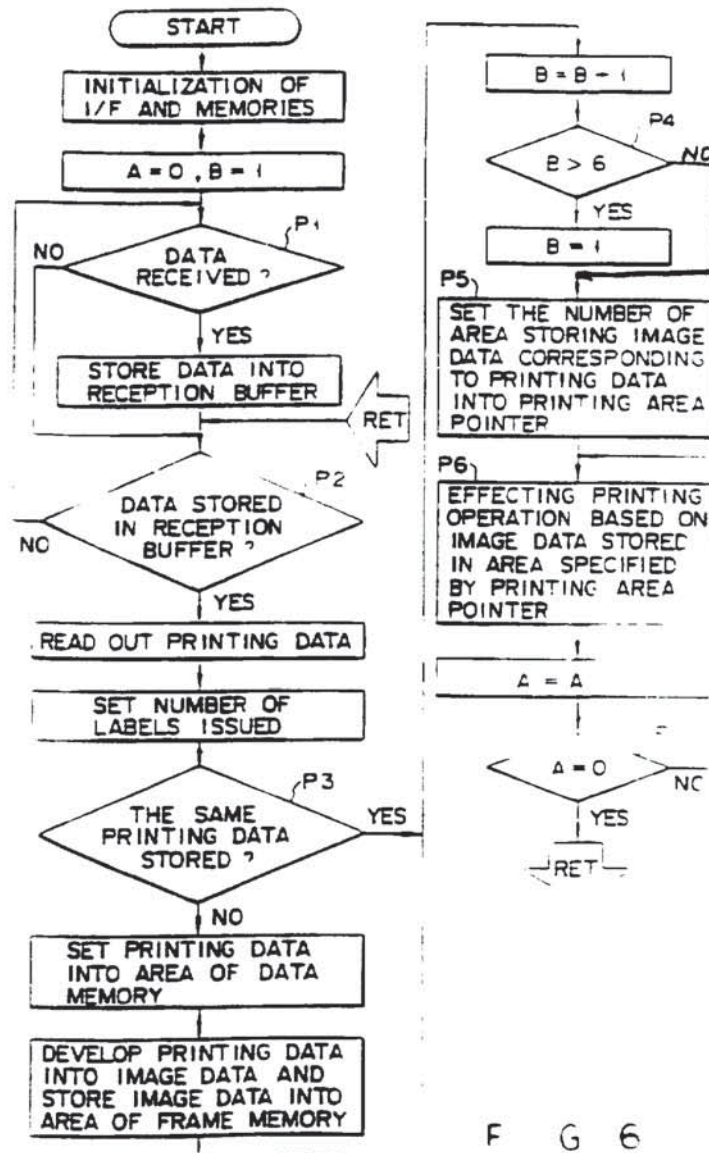 START
INITIALIZATION OF
I/F AND MEMORIES
A = 0 , B = 1
P1
NO
DATA
RECEIVED ?
YES
STORE DATA INTO
RECEPTION BUFFER
RET
P2
DATA STORED
IN RECEPTION
BUFFER ?
NO
YES
READ OUT PRINTING DATA
SET NUMBER OF
LABELS ISSUED
P3
THE SAME
PRINTING DATA
STORED ?
YES
NO
SET PRINTING DATA
INTO AREA OF DATA
MEMORY
DEVELOP PRINTING DATA
INTO IMAGE DATA AND
STORE IMAGE DATA INTO
AREA OF FRAME MEMORY
B = B - 1
P4
B > 6
NO
YES
B = 1
P5
SET THE NUMBER OF
AREA STORING IMAGE
DATA CORRESPONDING
TO PRINTING DATA
INTO PRINTING AREA
POINTER
P6
EFFECTING PRINTING
OPERATION BASED ON
IMAGE DATA STORED
IN AREA SPECIFIED
BY PRINTING AREA
POINTER
A = A
A = 0
NO
YES
RET
F G 6